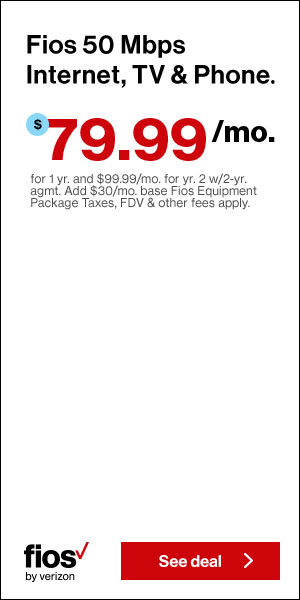 Fios 50 Mbps
Internet, TV & Phone.
$79.99/mo.
for 1 yr. and $99.99/mo. for yr. 2 w/2-yr.
agmt. Add $30/mo. base Fios Equipment
Package Taxes, FDV & other fees apply.
fios
by verizon
See deal